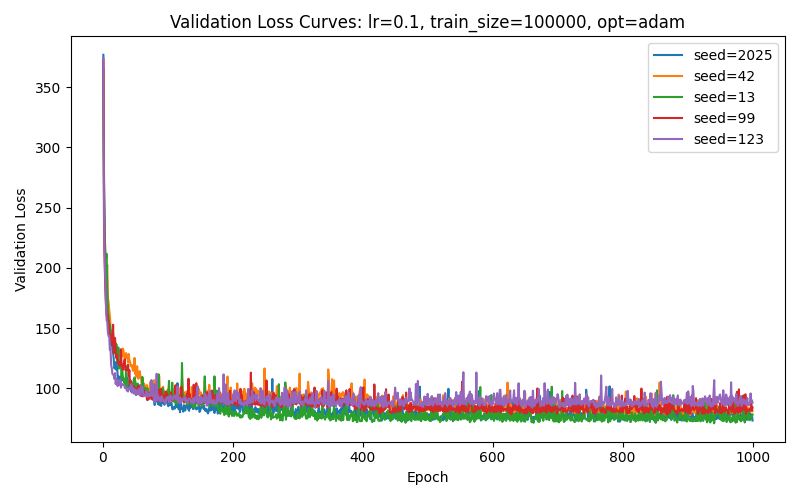 Validation Loss Curves: lr=0.1, train_size=100000, opt=adam
seed=2025
seed=42
seed=13
seed=99
seed=123
Validation Loss
350
300
250
200
150
100
0
200
400
600
800
1000
Epoch